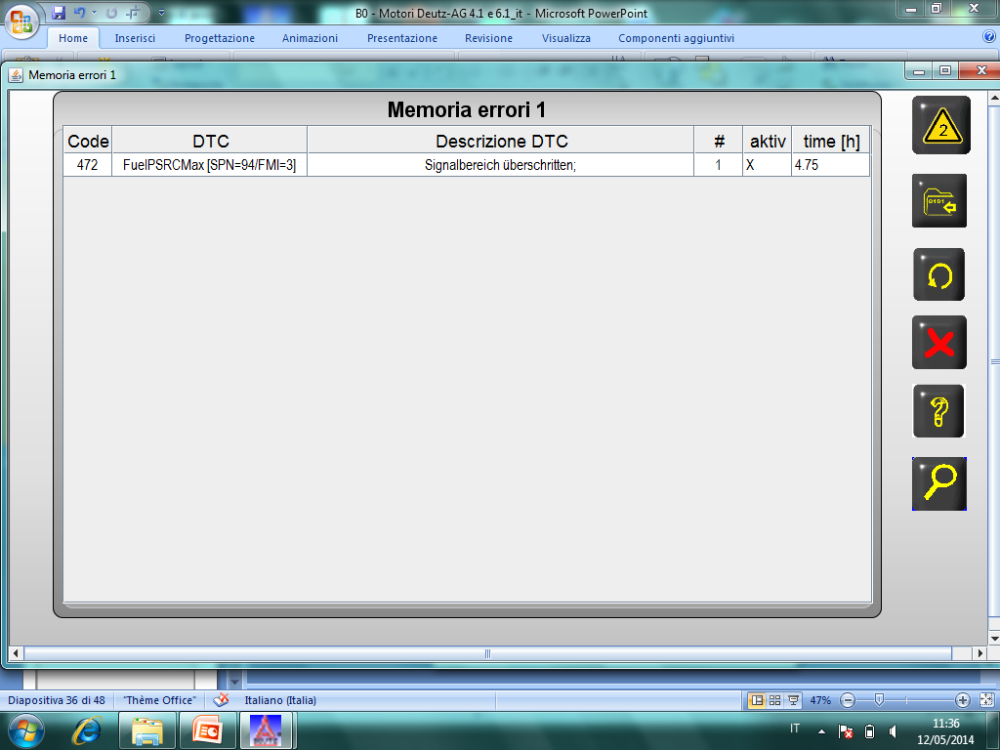 B0 - Motori Deutz-AG 4.1 e 6.1_it - Microsoft PowerPoint
Home Inserisci Progettazione Animazioni Presentazione Revisione Visualizza Componenti aggiuntivi
Memoria errori 1
Memoria errori 1
Code DTC Descrizione DTC # aktiv time [h]
472 FuelPSRCMax [SPN=94/FMI=3] Signalbereich überschritten; 1 X 4.75
2
0101
Diapositiva 36 di 48 "Thème Office" Italiano (Italia) 47%
IT 11:36
12/05/2014